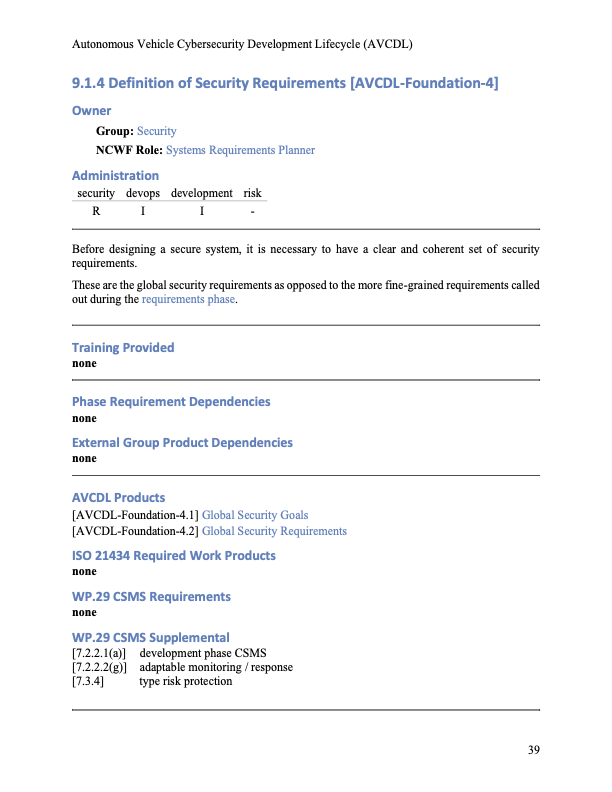 Autonomous Vehicle Cybersecurity Development Lifecycle (AVCDL)
9.1.4 Definition of Security Requirements [AVCDL-Foundation-4]
Owner
Group: Security
NCWF Role: Systems Requirements Planner
Administration
security devops development risk
R I I -
Before designing a secure system, it is necessary to have a clear and coherent set of security
requirements.
These are the global security requirements as opposed to the more fine-grained requirements called
out during the requirements phase.
Training Provided
none
Phase Requirement Dependencies
none
External Group Product Dependencies
none
AVCDL Products
[AVCDL-Foundation-4.1] Global Security Goals
[AVCDL-Foundation-4.2] Global Security Requirements
ISO 21434 Required Work Products
none
WP.29 CSMS Requirements
none
WP.29 CSMS Supplemental
[7.2.2.1(a)] development phase CSMS
[7.2.2.2(g)] adaptable monitoring / response
[7.3.4] type risk protection
39